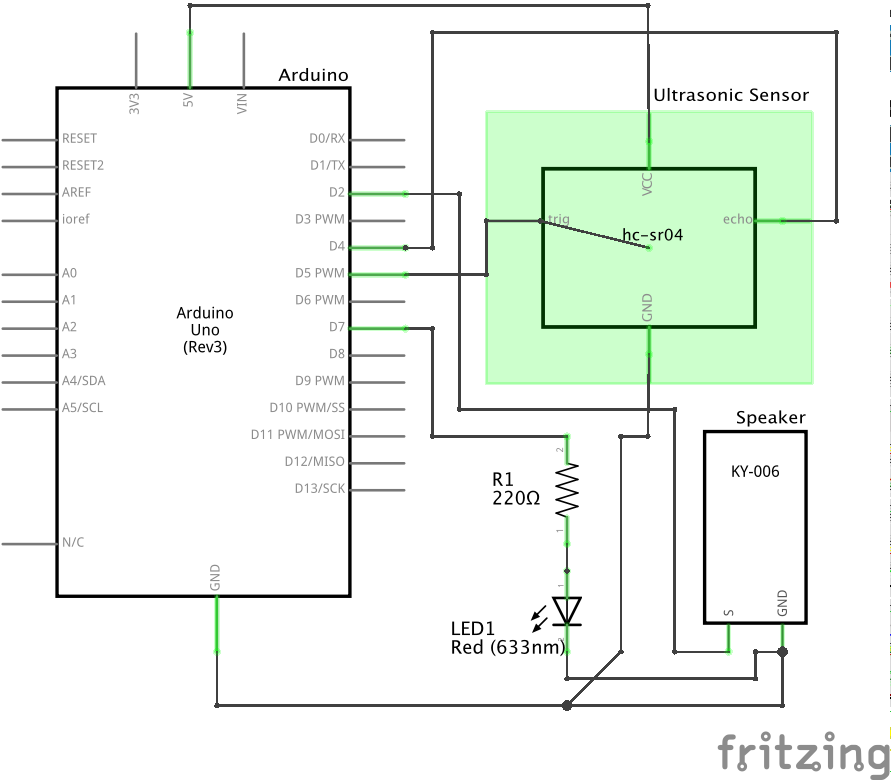 Arduino
3V3
5V
VIN
RESET
RESET2
AREF
ioref
A0
A1
A2
A3
A4/SDA
A5/SCL
N/C
Arduino
Uno
(Rev3)
D0/RX
D1/TX
D2
D3 PWM
D4
D5 PWM
D6 PWM
D7
D8
D9 PWM
D10 PWM/SS
D11 PWM/MOSI
D12/MISO
D13/SCK
GND
Ultrasonic Sensor
VCC
trig
echo
hc-sr04
GND
2
R1
220Ω
1
1
LED1
Red (633nm)
Speaker
KY-006
S
GND
fritzing